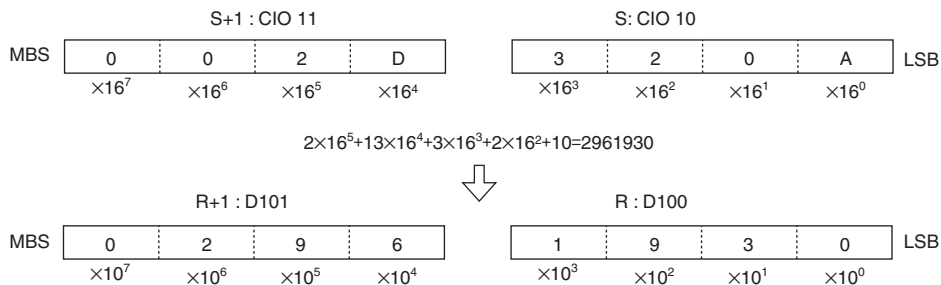 S+1 : CIO 11 S: CIO 10
MBS 0 0 2 D 3 2 0 A LSB
×16⁷ ×16⁶ ×16⁵ ×16⁴ ×16³ ×16² ×16¹ ×16⁰
2×16⁵+13×16⁴+3×16³+2×16²+10=2961930
R+1 : D101 R : D100
MBS 0 2 9 6 1 9 3 0 LSB
×10⁷ ×10⁶ ×10⁵ ×10⁴ ×10³ ×10² ×10¹ ×10⁰